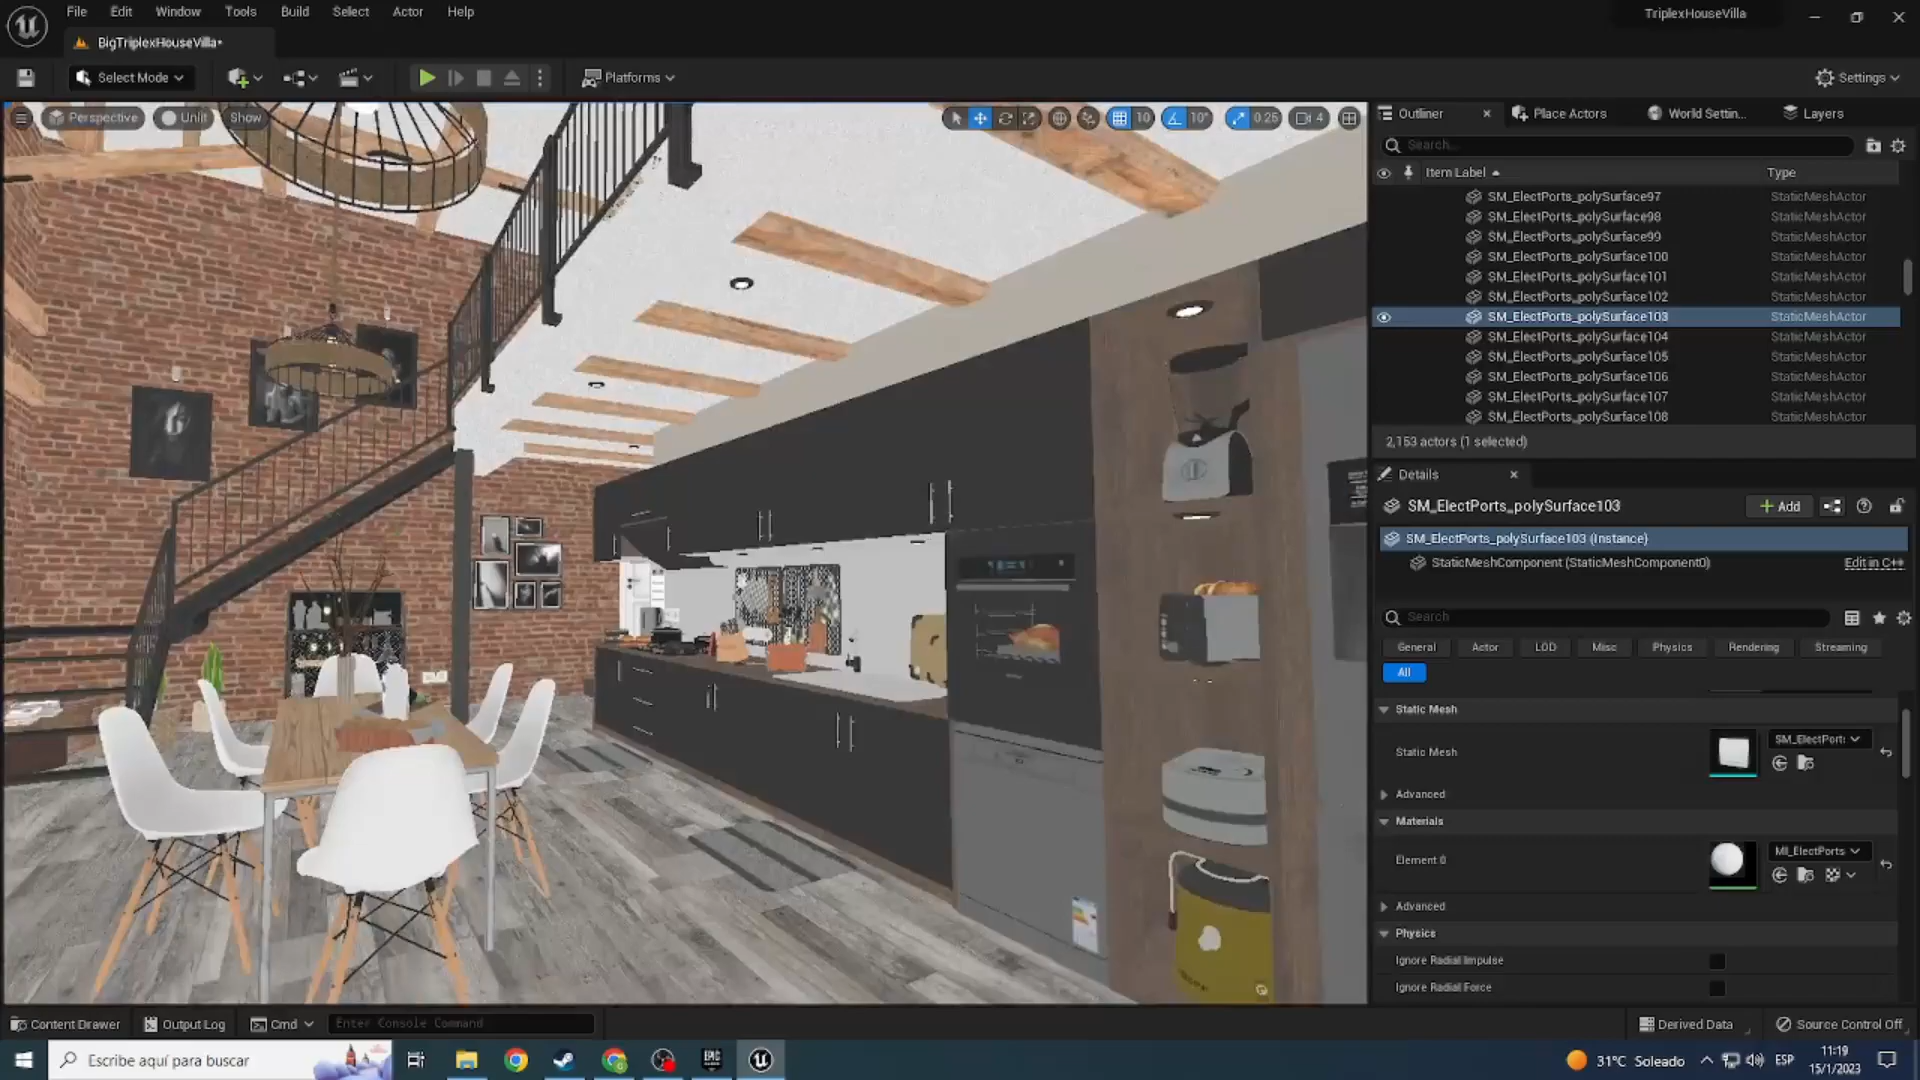 File Edit Window Tools Build Select Actor Help
TriplexHouseVilla
BigTriplexHouseVilla*
Select Mode
Platforms
Settings
Perspective Unlit Show
10 10° 0.25 4
Outliner Place Actors World Settin... Layers
Search...
Item Label Type
SM_ElectPorts_polySurface97 StaticMeshActor
SM_ElectPorts_polySurface98 StaticMeshActor
SM_ElectPorts_polySurface99 StaticMeshActor
SM_ElectPorts_polySurface100 StaticMeshActor
SM_ElectPorts_polySurface101 StaticMeshActor
SM_ElectPorts_polySurface102 StaticMeshActor
SM_ElectPorts_polySurface103 StaticMeshActor
SM_ElectPorts_polySurface104 StaticMeshActor
SM_ElectPorts_polySurface105 StaticMeshActor
SM_ElectPorts_polySurface106 StaticMeshActor
SM_ElectPorts_polySurface107 StaticMeshActor
SM_ElectPorts_polySurface108 StaticMeshActor
2,153 actors (1 selected)
Details
SM_ElectPorts_polySurface103 + Add
SM_ElectPorts_polySurface103 (Instance)
StaticMeshComponent (StaticMeshComponent0) Edit in C++
Search
General Actor LOD Misc Physics Rendering Streaming
All
Static Mesh
Static Mesh SM_ElectPort
Advanced
Materials
Element 0 MI_ElectPorts
Advanced
Physics
Ignore Radial Impulse
Ignore Radial Force
Content Drawer Output Log Cmd Enter Console Command
Derived Data Source Control Off
Escribe aquí para buscar
EPIC
31°C Soleado ESP
11:19
15/1/2023